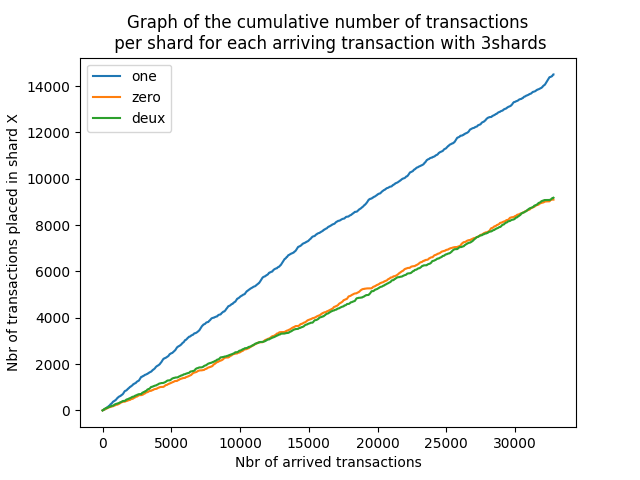 Graph of the cumulative number of transactions
per shard for each arriving transaction with 3shards
one
zero
deux
14000
12000
10000
8000
6000
4000
2000
0
Nbr of transactions placed in shard X
0 5000 10000 15000 20000 25000 30000
Nbr of arrived transactions